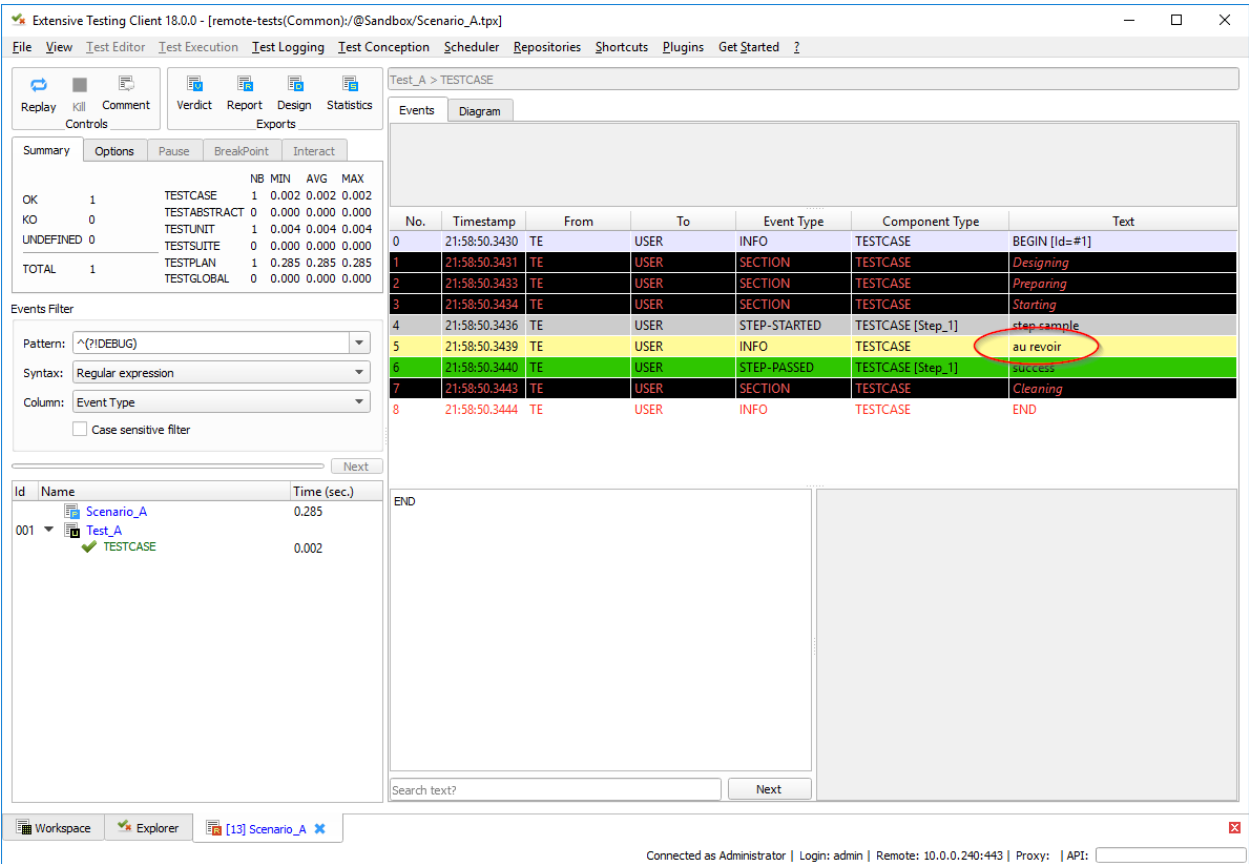 Extensive Testing Client 18.0.0 - [remote-tests(Common):/@Sandbox/Scenario_A.tpx]
File View Test Editor Test Execution Test Logging Test Conception Scheduler Repositories Shortcuts Plugins Get Started ?
Replay Kill Comment
Controls
Verdict Report Design Statistics
Exports
Summary Options Pause BreakPoint Interact
NB MIN AVG MAX
OK 1
KO 0
UNDEFINED 0
TOTAL 1
TESTCASE 1 0.002 0.002 0.002
TESTABSTRACT 0 0.000 0.000 0.000
TESTUNIT 1 0.004 0.004 0.004
TESTSUITE 0 0.000 0.000 0.000
TESTPLAN 1 0.285 0.285 0.285
TESTGLOBAL 0 0.000 0.000 0.000
Events Filter
Pattern: ^(?!DEBUG)
Syntax: Regular expression
Column: Event Type
Case sensitive filter
Next
Id Name Time (sec.)
Scenario_A 0.285
001 Test_A
TESTCASE 0.002
Test_A > TESTCASE
Events Diagram
No. Timestamp From To Event Type Component Type Text
0 21:58:50.3430 TE USER INFO TESTCASE BEGIN [Id=#1]
1 21:58:50.3431 TE USER SECTION TESTCASE Designing
2 21:58:50.3433 TE USER SECTION TESTCASE Preparing
3 21:58:50.3434 TE USER SECTION TESTCASE Starting
4 21:58:50.3436 TE USER STEP-STARTED TESTCASE [Step_1] step sample
5 21:58:50.3439 TE USER INFO TESTCASE au revoir
6 21:58:50.3440 TE USER STEP-PASSED TESTCASE [Step_1] success
7 21:58:50.3443 TE USER SECTION TESTCASE Cleaning
8 21:58:50.3444 TE USER INFO TESTCASE END
END
Search text? Next
Workspace Explorer [13] Scenario_A
Connected as Administrator | Login: admin | Remote: 10.0.0.240:443 | Proxy: | API: